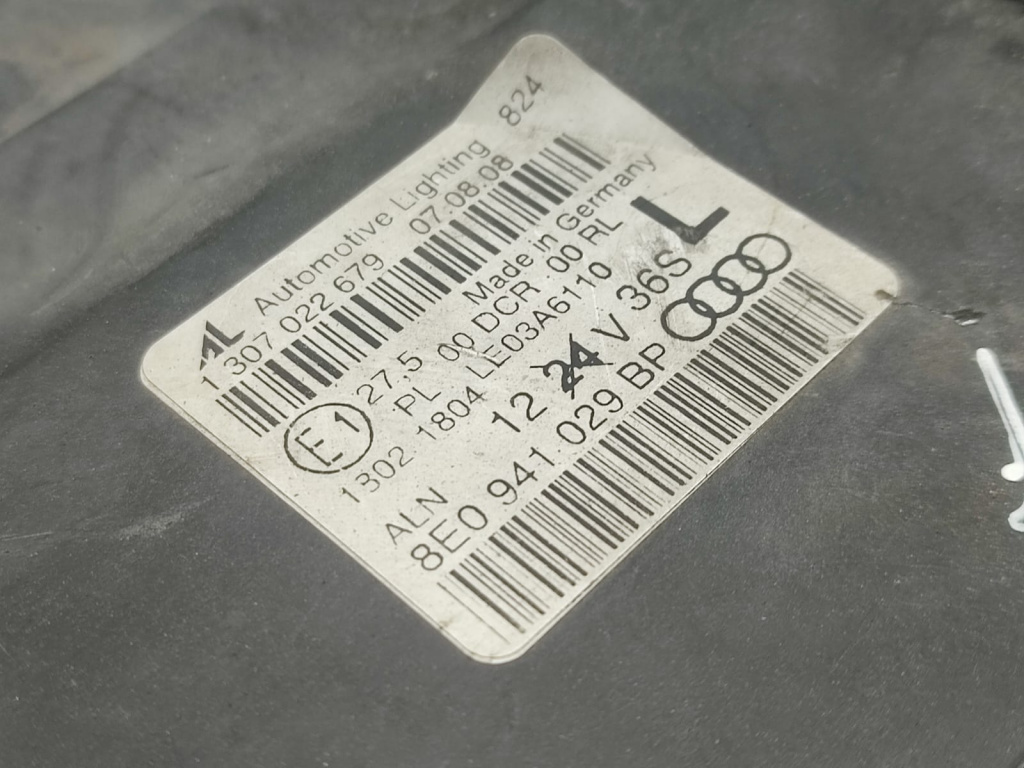 AL Automotive Lighting 824
1 307 022 679 07.08.08
E1 27.5 00 DCR .00 RL Made in Germany
PL LE03A6110
1302 1804
12 24 V 36S L
ALN
8E0 941 029 BP